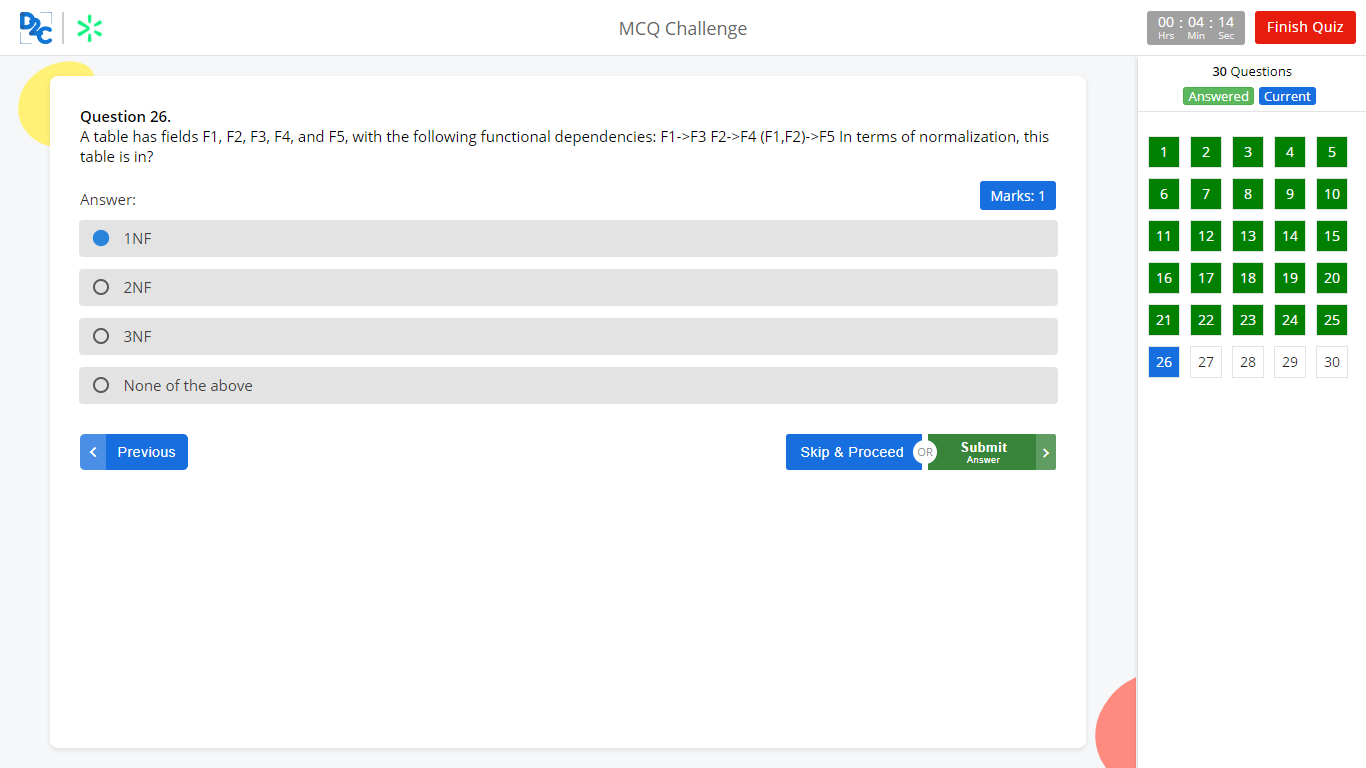 D2C
MCQ Challenge
00 : 04 : 14
Hrs Min Sec
Finish Quiz
30 Questions
Answered Current
Question 26.
A table has fields F1, F2, F3, F4, and F5, with the following functional dependencies: F1->F3 F2->F4 (F1,F2)->F5 In terms of normalization, this
table is in?
Answer:
Marks: 1
1NF
2NF
3NF
None of the above
< Previous
Skip & Proceed
OR
Submit
Answer
>
1 2 3 4 5
6 7 8 9 10
11 12 13 14 15
16 17 18 19 20
21 22 23 24 25
26 27 28 29 30